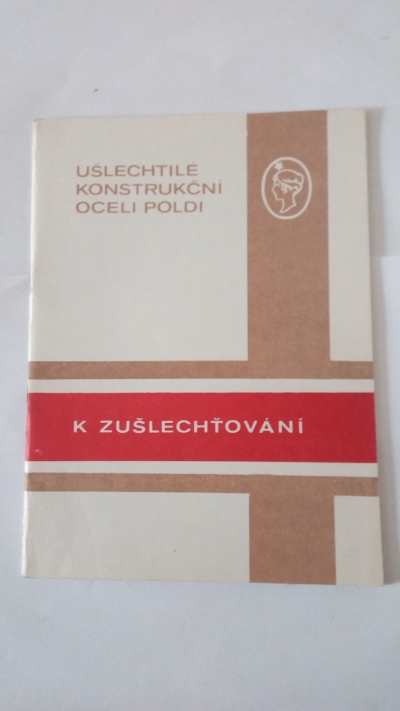 UŠLECHTILÉ
KONSTRUKČNÍ
OCELI POLDI
K ZUŠLECHŤOVÁNÍ